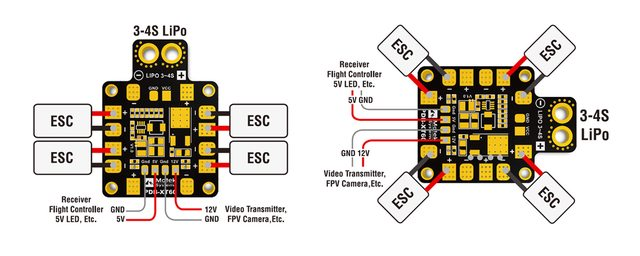 3-4S LiPo
LIPO 3-4S
GND VCC
ESC
ESC
ESC
ESC
Gnd 5V Gnd 12V
Matek
Systems
PDB-XT60
Receiver
Flight Controller
5V LED, Etc.
GND
5V
12V
GND
Video Transmitter,
FPV Camera,Etc.
ESC
ESC
Receiver
Flight Controller
5V LED, Etc.
5V GND
LIPO 3-4S
3-4S
LiPo
GND 12V
Video Transmitter,
FPV Camera,Etc.
ESC
ESC